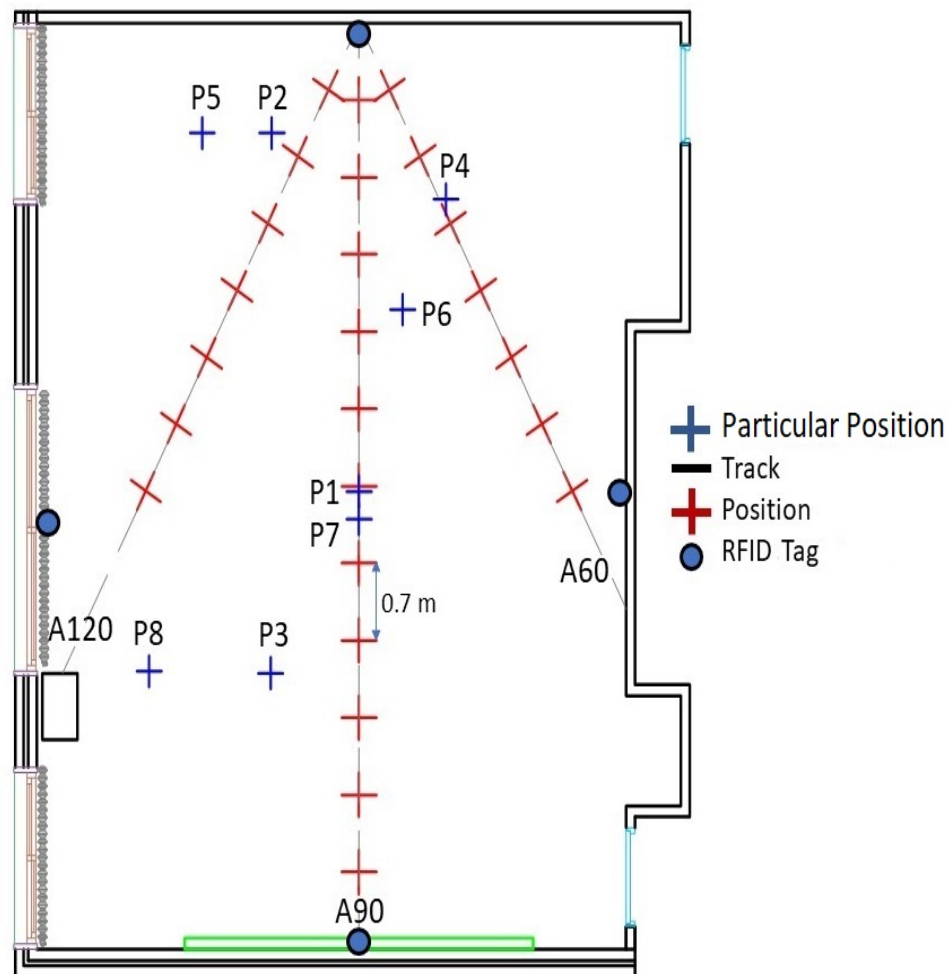 P5
P2
P4
P6
P1
P7
A60
0.7 m
A120
P8
P3
A90
Particular Position
Track
Position
RFID Tag